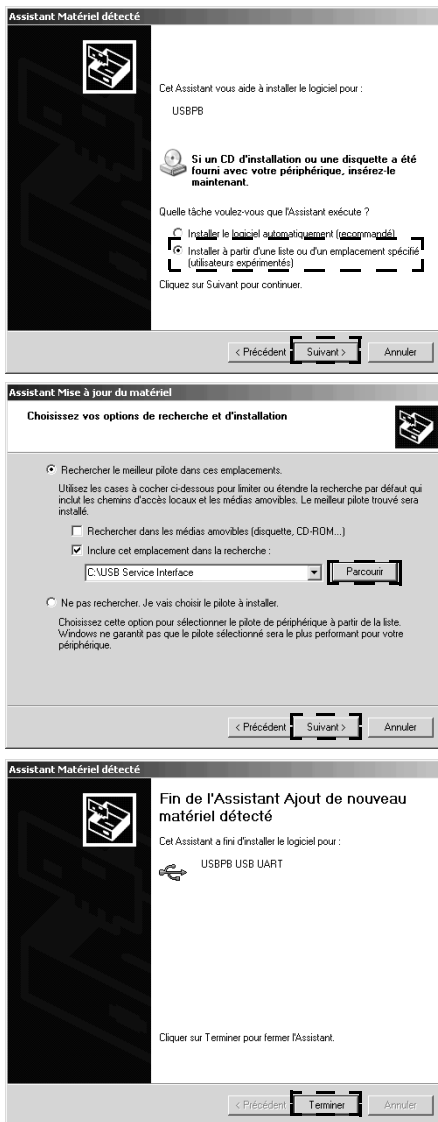 Assistant Matériel détecté
Cet Assistant vous aide à installer le logiciel pour :
USBPB
Si un CD d'installation ou une disquette a été
fourni avec votre périphérique, insérez-le
maintenant.
Quelle tâche voulez-vous que l'Assistant exécute ?
Installer le logiciel automatiquement (recommandé)
Installer à partir d'une liste ou d'un emplacement spécifié
(utilisateurs expérimentés)
Cliquez sur Suivant pour continuer.
< Précédent Suivant > Annuler
Assistant Mise à jour du matériel
Choisissez vos options de recherche et d'installation
Rechercher le meilleur pilote dans ces emplacements.
Utilisez les cases à cocher ci-dessous pour limiter ou étendre la recherche par défaut qui
inclut les chemins d'accès locaux et les médias amovibles. Le meilleur pilote trouvé sera
installé.
Rechercher dans les médias amovibles (disquette, CD-ROM...)
Inclure cet emplacement dans la recherche :
C:\USB Service Interface Parcourir
Ne pas rechercher. Je vais choisir le pilote à installer.
Choisissez cette option pour sélectionner le pilote de périphérique à partir de la liste.
Windows ne garantit pas que le pilote sélectionné sera le plus performant pour votre
périphérique.
< Précédent Suivant > Annuler
Assistant Matériel détecté
Fin de l'Assistant Ajout de nouveau
matériel détecté
Cet Assistant a fini d'installer le logiciel pour :
USBPB USB UART
Cliquer sur Terminer pour fermer l'Assistant.
< Précédent Terminer Annuler